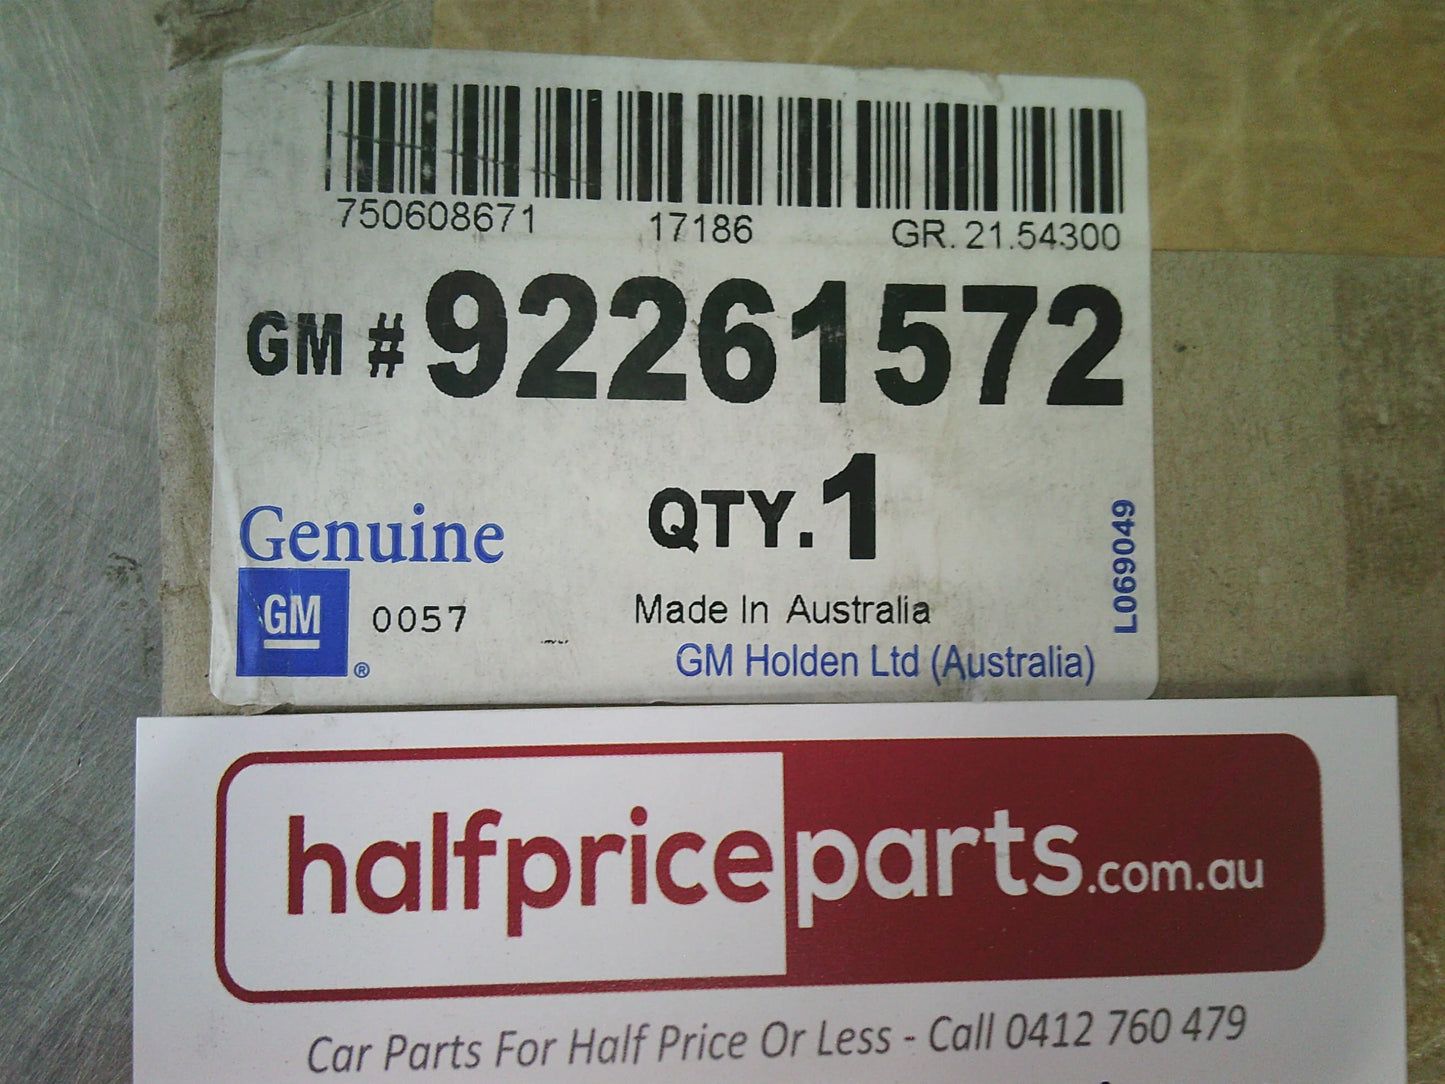 750608671 17186 GR. 21.54300
GM # 92261572
QTY. 1
Genuine
GM ®
0057
Made In Australia
GM Holden Ltd (Australia)
L069049
halfpriceparts.com.au
Car Parts For Half Price Or Less - Call 0412 760 479